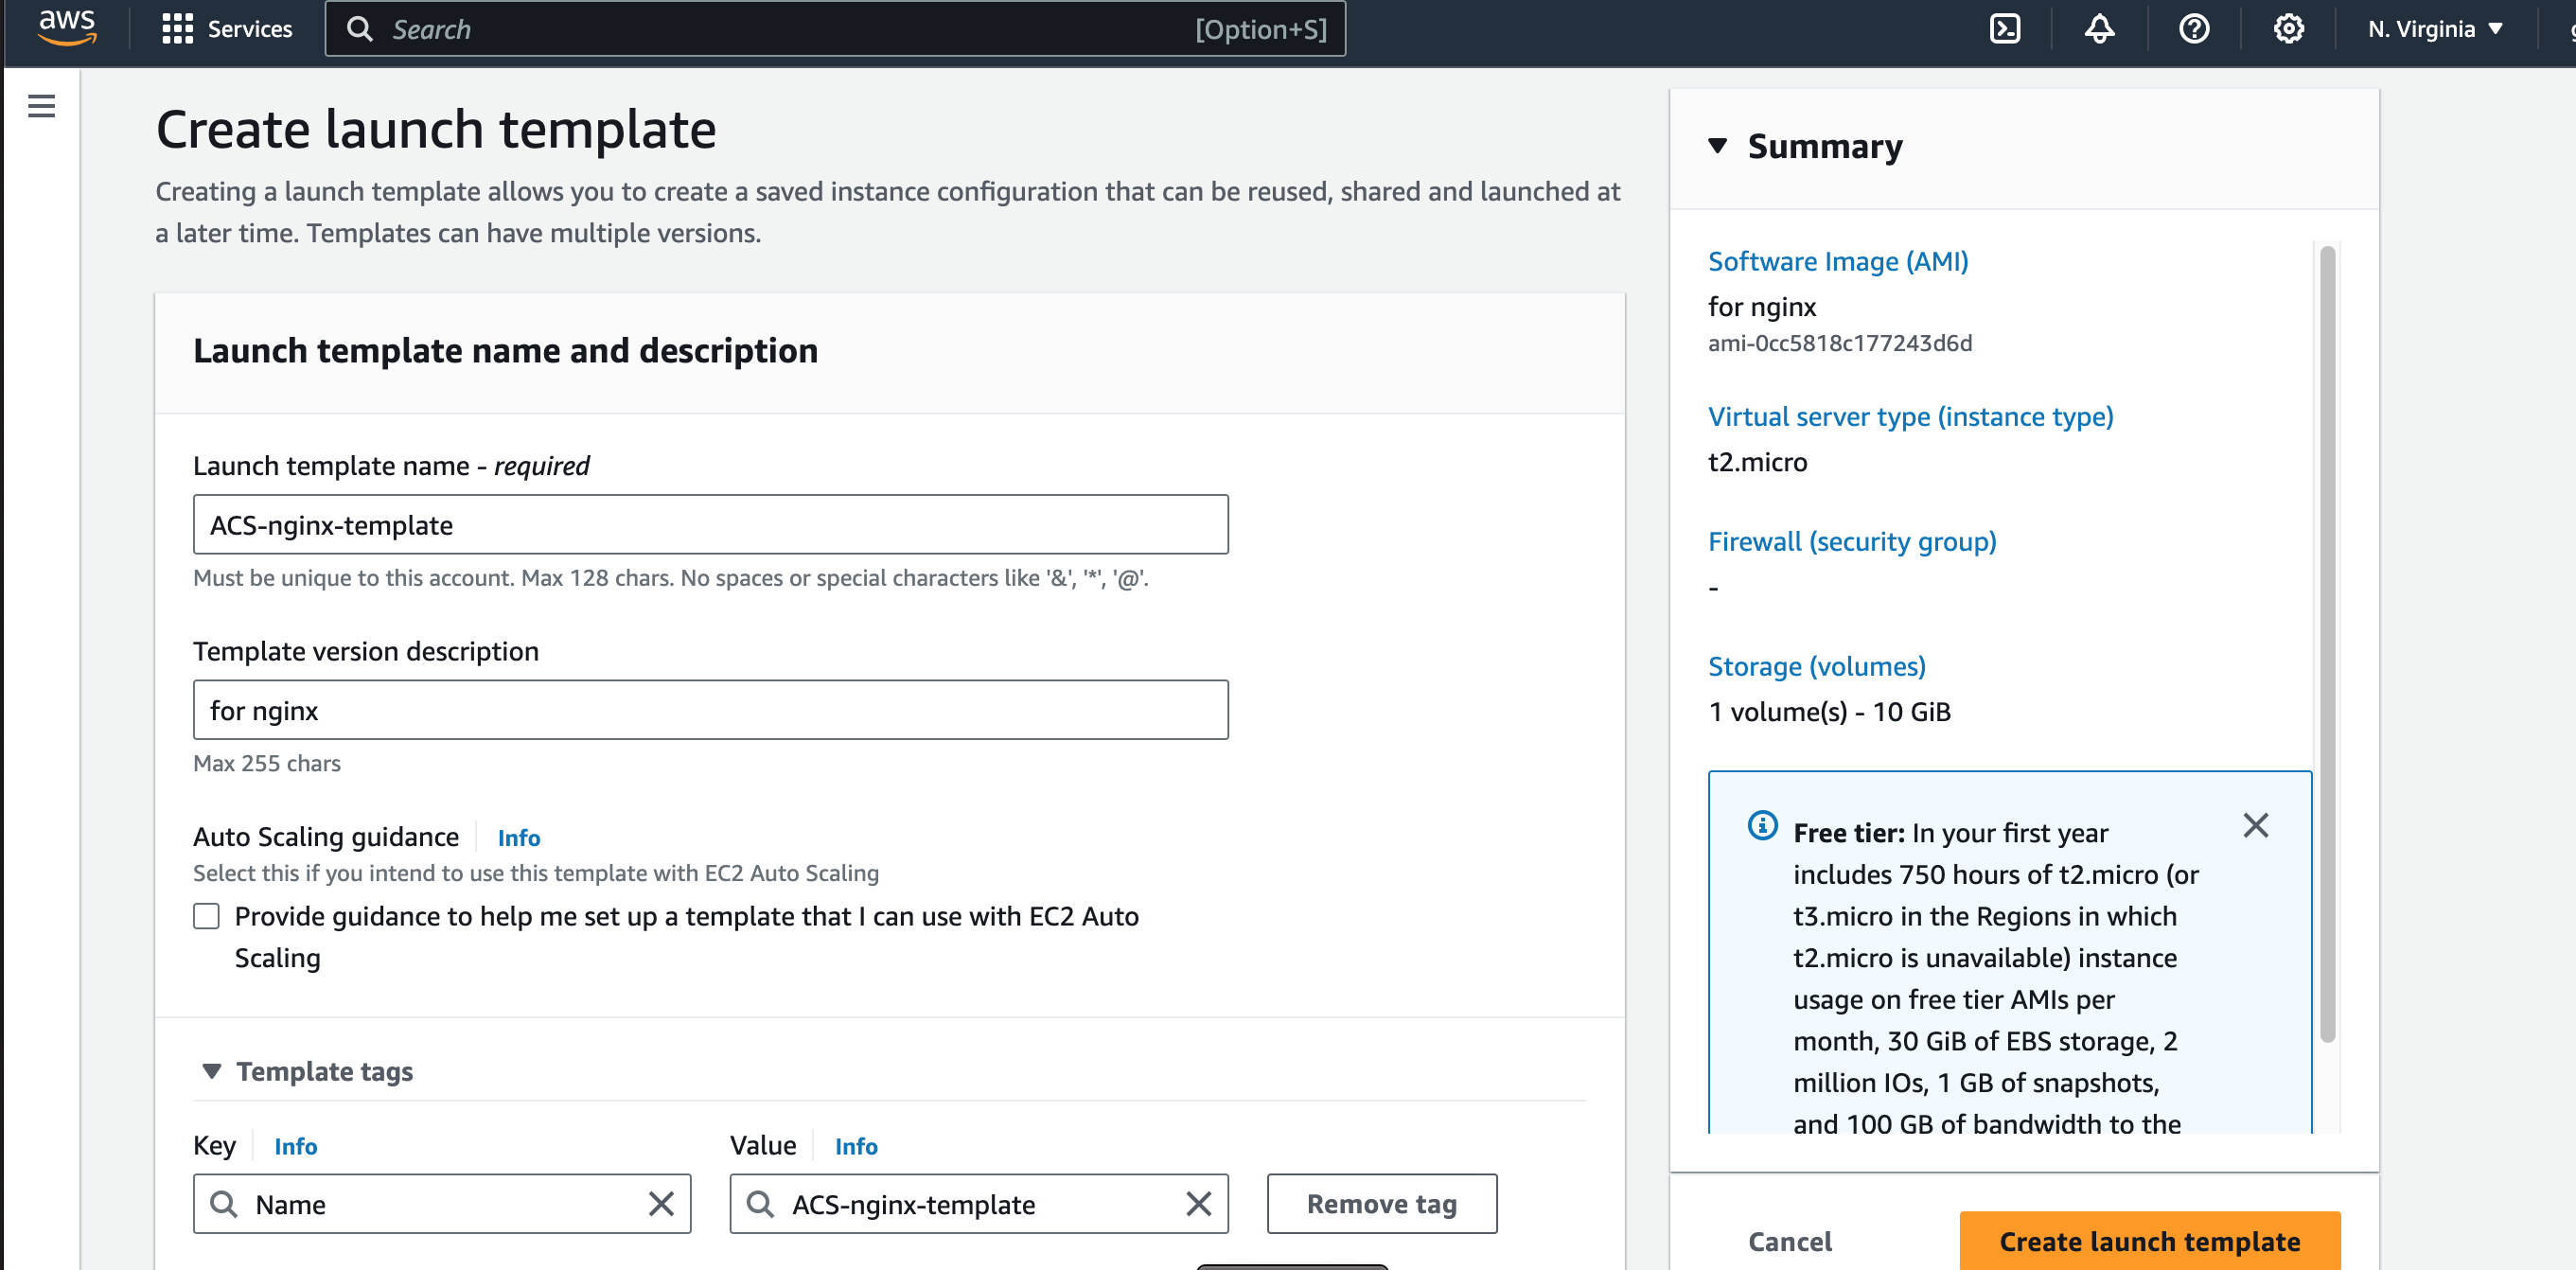 aws
Services
Search
[Option+S]
N. Virginia
Create launch template
Creating a launch template allows you to create a saved instance configuration that can be reused, shared and launched at
a later time. Templates can have multiple versions.
Launch template name and description
Launch template name - required
ACS-nginx-template
Must be unique to this account. Max 128 chars. No spaces or special characters like '&', '*', '@'.
Template version description
for nginx
Max 255 chars
Auto Scaling guidance
Info
Select this if you intend to use this template with EC2 Auto Scaling
Provide guidance to help me set up a template that I can use with EC2 Auto
Scaling
Template tags
Key
Info
Value
Info
Name
ACS-nginx-template
Remove tag
Summary
Software Image (AMI)
for nginx
ami-0cc5818c177243d6d
Virtual server type (instance type)
t2.micro
Firewall (security group)
-
Storage (volumes)
1 volume(s) - 10 GiB
Free tier: In your first year
includes 750 hours of t2.micro (or
t3.micro in the Regions in which
t2.micro is unavailable) instance
usage on free tier AMIs per
month, 30 GiB of EBS storage, 2
million IOs, 1 GB of snapshots,
and 100 GB of bandwidth to the
Cancel
Create launch template